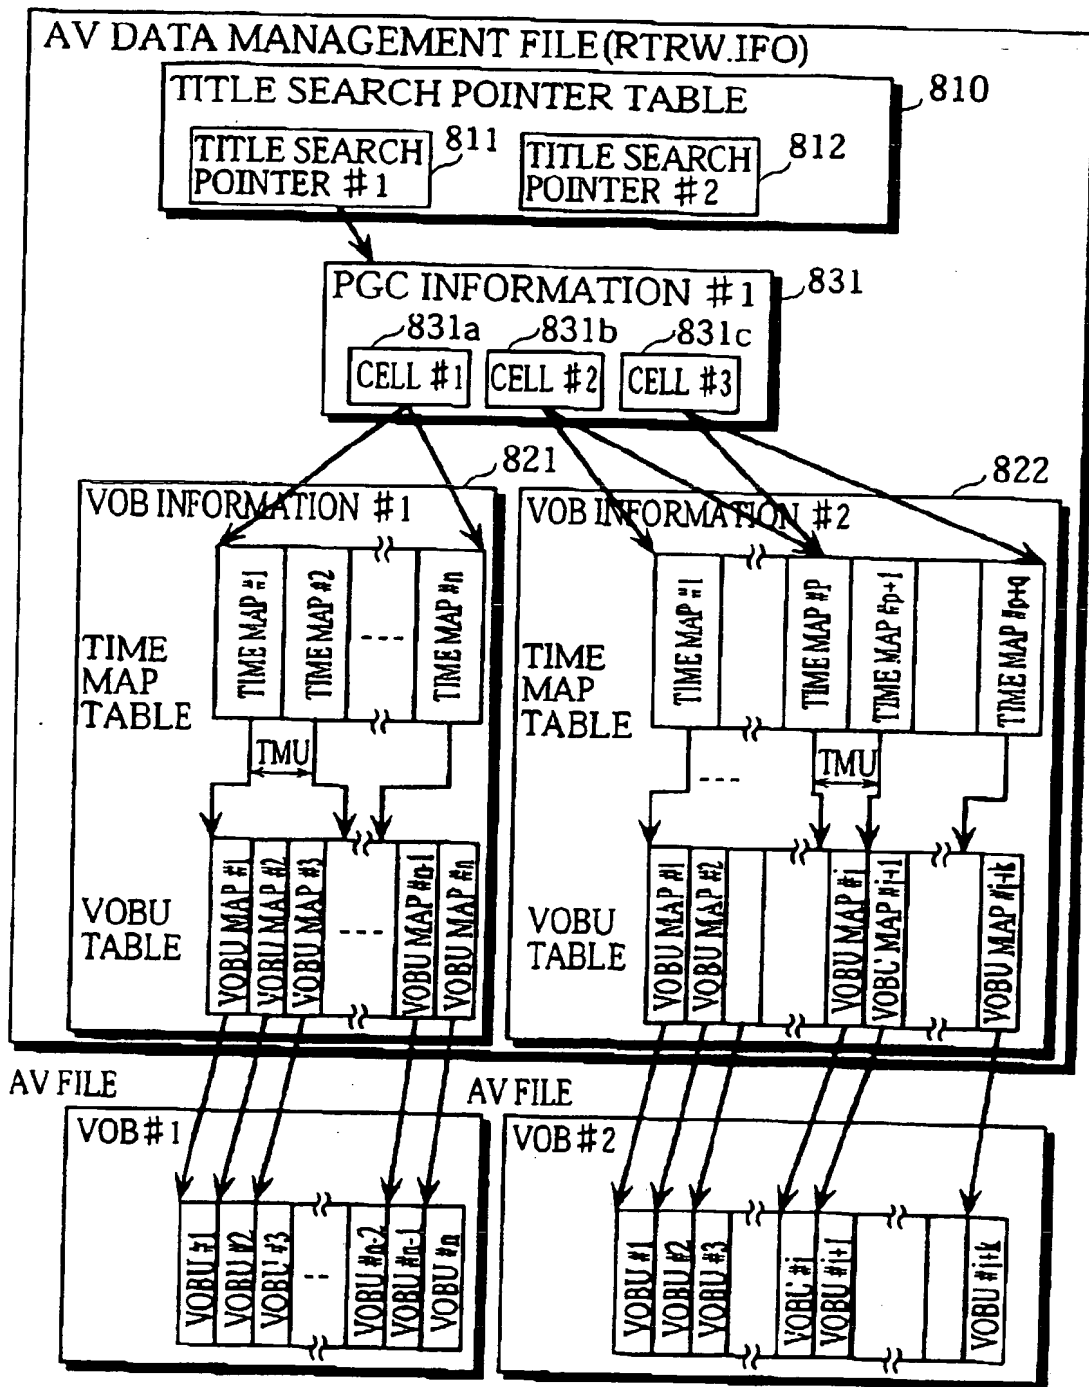 AV DATA MANAGEMENT FILE(RTRW.IFO)
TITLE SEARCH POINTER TABLE
810
TITLE SEARCH
POINTER #1
811
TITLE SEARCH
POINTER #2
812
PGC INFORMATION #1
831
831a
831b
831c
CELL #1
CELL #2
CELL #3
821
822
VOB INFORMATION #1
VOB INFORMATION #2
TIME MAP #1
TIME MAP #2
---
TIME MAP #n
TIME
MAP
TABLE
TIME MAP #1
TIME MAP #P
TIME MAP #p+1
TIME MAP #p+q
TIME
MAP
TABLE
TMU
---
TMU
VOBU
TABLE
VOBU MAP #1
VOBU MAP #2
VOBU MAP #3
---
VOBU MAP #n-1
VOBU MAP #n
VOBU
TABLE
VOBU MAP #1
VOBU MAP #2
VOBU MAP #i
VOBU MAP #i+1
VOBU MAP #i+k
AV FILE
AV FILE
VOB #1
VOB #2
VOBU #1
VOBU #2
VOBU #3
--
VOBU #n-2
VOBU #n-1
VOBU #n
VOBU #1
VOBU #2
VOBU #3
VOBU #i
VOBU #i+1
VOBU #i+k